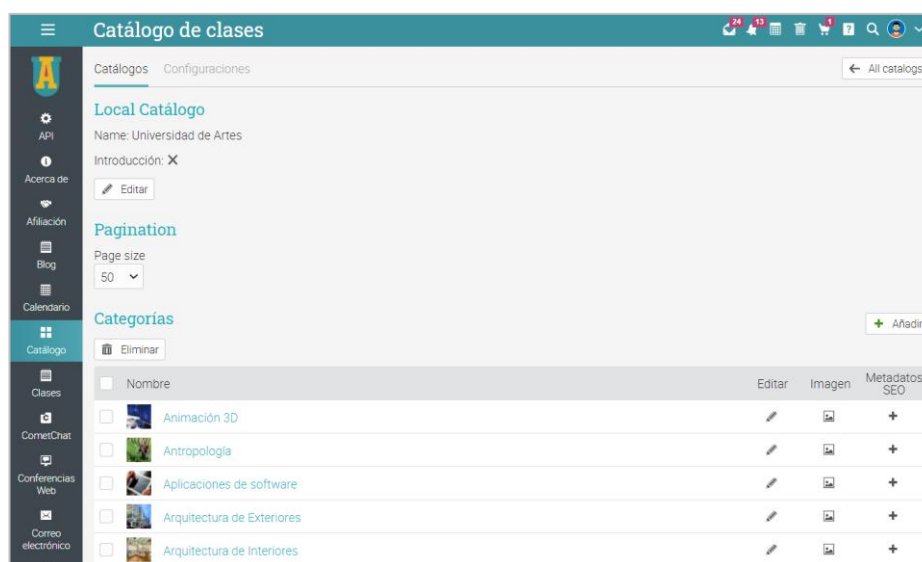 Catálogo de clases
24
13
1
Catálogos Configuraciones
← All catalogs
API
Acerca de
Afiliación
Blog
Calendario
Catálogo
Clases
CometChat
Conferencias
Web
Correo
electrónico
Local Catálogo
Name: Universidad de Artes
Introducción: X
Editar
Pagination
Page size
50
Categorías
+ Añadir
Eliminar
Nombre Editar Imagen Metadatos
SEO
Animación 3D
Antropología
Aplicaciones de software
Arquitectura de Exteriores
Arquitectura de Interiores